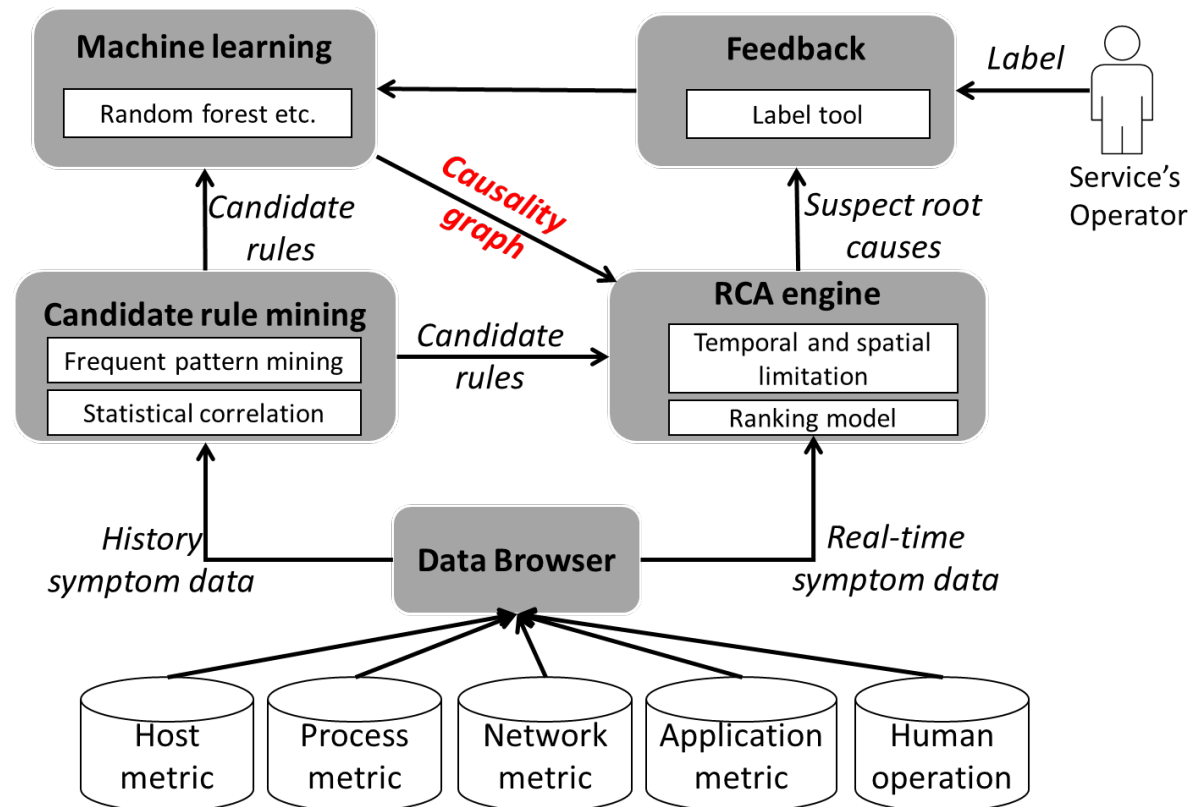 Machine learning
Random forest etc.
Feedback
Label tool
Label
Service's
Operator
Candidate
rules
Causality
graph
Suspect root
causes
Candidate rule mining
Frequent pattern mining
Statistical correlation
Candidate
rules
RCA engine
Temporal and spatial
limitation
Ranking model
History
symptom data
Data Browser
Real-time
symptom data
Host
metric
Process
metric
Network
metric
Application
metric
Human
operation